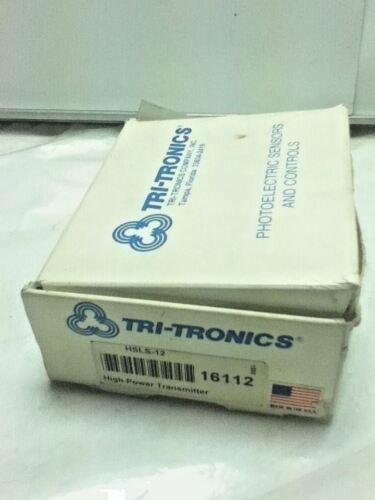 TRI-TRONICS®
TRI-TRONICS COMPANY, INC.
Tampa, Florida
PHOTOELECTRIC SENSORS
AND CONTROLS
TRI-TRONICS®
HSLS-12
16112
High-Power Transmitter
MADE IN USA